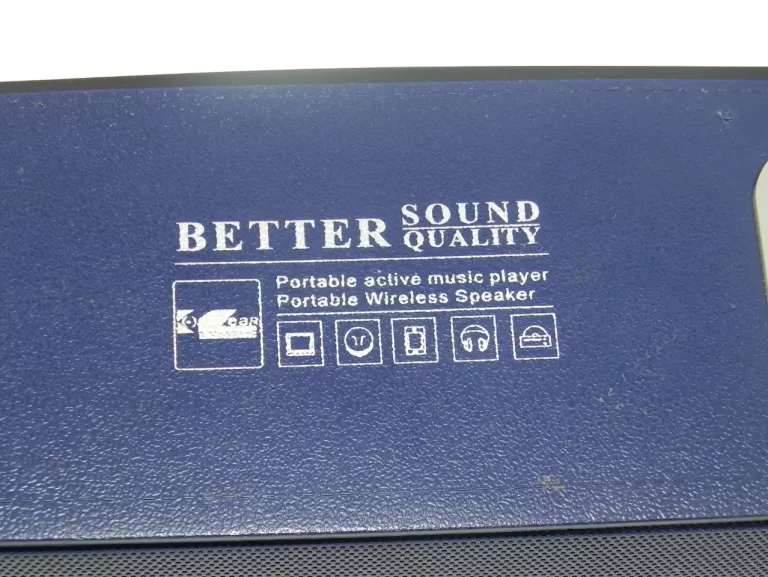 BETTER SOUND QUALITY
Portable active music player
Portable Wireless Speaker